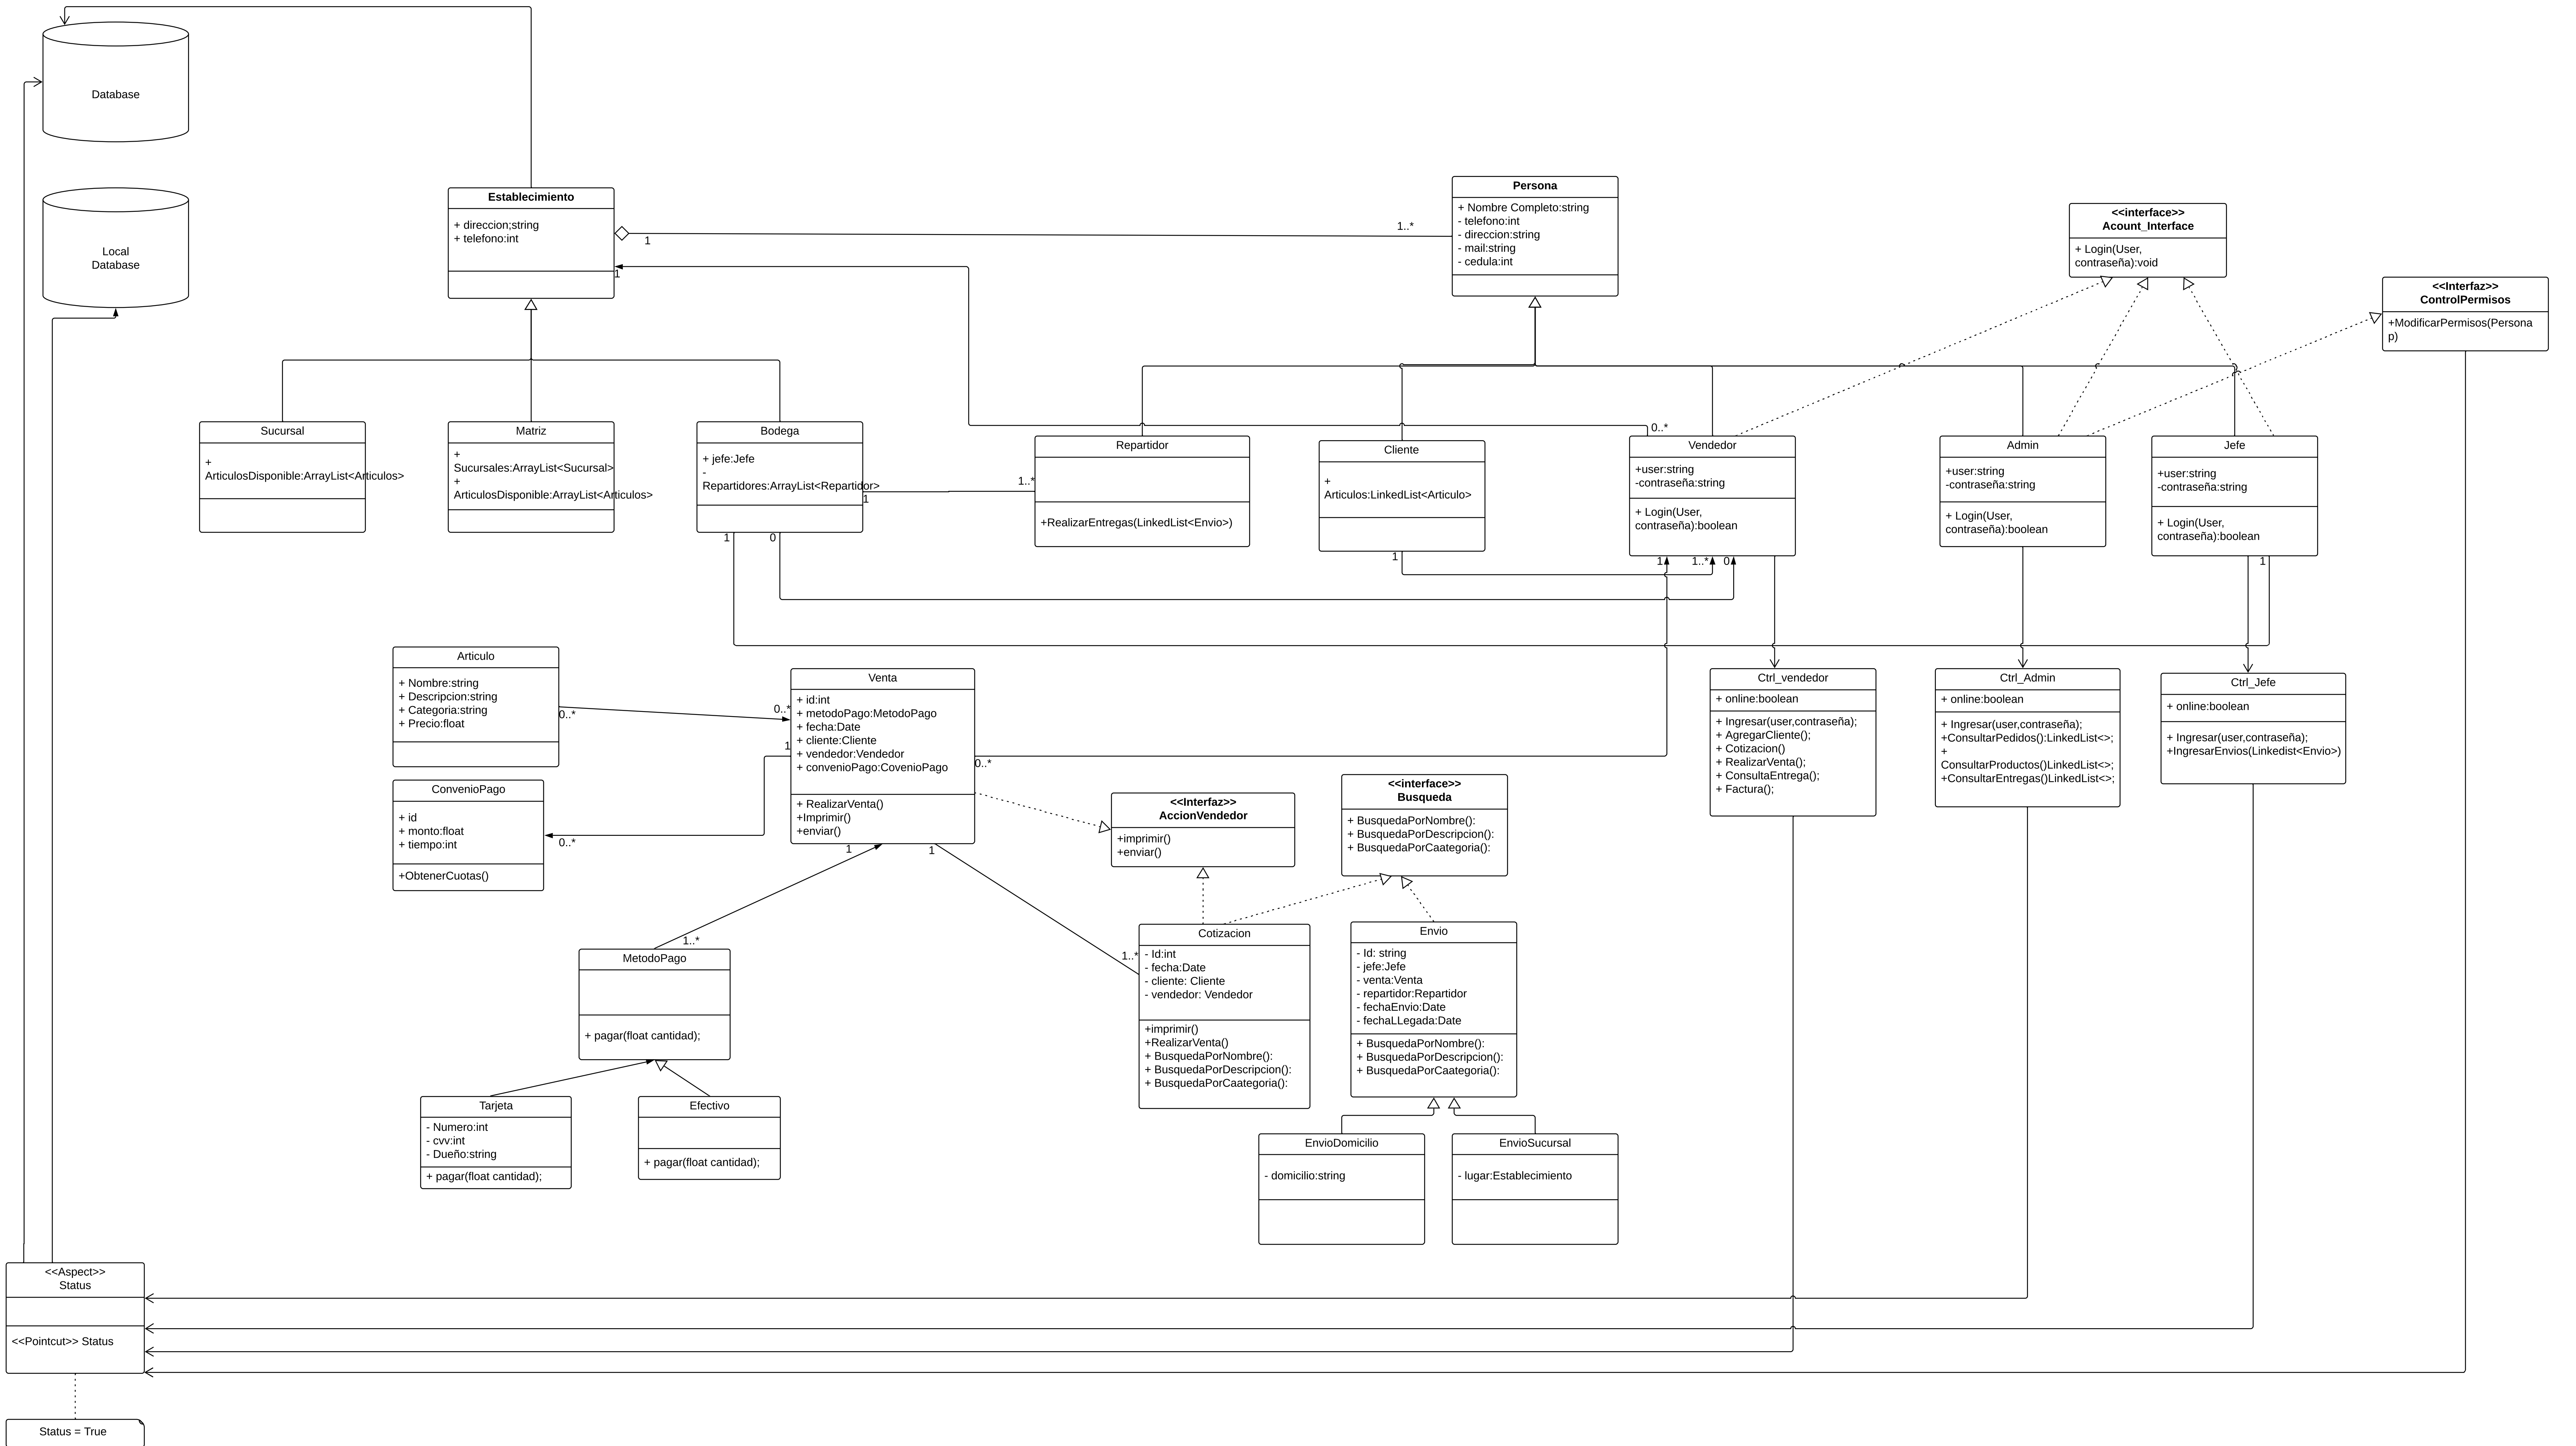 Database
Local
Database
Establecimiento
+ direccion;string
+ telefono:int
1
1..*
1
Persona
+ Nombre Completo:string
- telefono:int
- direccion:string
- mail:string
- cedula:int
<<interface>>
Acount_Interface
+ Login(User,
contraseña):void
<<Interfaz>>
ControlPermisos
+ModificarPermisos(Persona
p)
Sucursal
+
ArticulosDisponible:ArrayList<Articulos>
Matriz
+
Sucursales:ArrayList<Sucursal>
+
ArticulosDisponible:ArrayList<Articulos>
Bodega
+ jefe:Jefe
-
Repartidores:ArrayList<Repartidor>
1
1..*
1
0
Repartidor
+RealizarEntregas(LinkedList<Envio>)
Cliente
+
Articulos:LinkedList<Articulo>
1
0..*
Vendedor
+user:string
-contraseña:string
+ Login(User,
contraseña):boolean
1
1..*
0
Admin
+user:string
-contraseña:string
+ Login(User,
contraseña):boolean
Jefe
+user:string
-contraseña:string
+ Login(User,
contraseña):boolean
1
Articulo
+ Nombre:string
+ Descripcion:string
+ Categoria:string
+ Precio:float
0..*
0..*
ConvenioPago
+ id
+ monto:float
+ tiempo:int
+ObtenerCuotas()
0..*
1
Venta
+ id:int
+ metodoPago:MetodoPago
+ fecha:Date
+ cliente:Cliente
+ vendedor:Vendedor
+ convenioPago:CovenioPago
+ RealizarVenta()
+Imprimir()
+enviar()
0..*
1
1
<<Interfaz>>
AccionVendedor
+imprimir()
+enviar()
<<interface>>
Busqueda
+ BusquedaPorNombre():
+ BusquedaPorDescripcion():
+ BusquedaPorCaategoria():
Ctrl_vendedor
+ online:boolean
+ Ingresar(user,contraseña);
+ AgregarCliente();
+ Cotizacion()
+ RealizarVenta();
+ ConsultaEntrega();
+ Factura();
Ctrl_Admin
+ online:boolean
+ Ingresar(user,contraseña);
+ConsultarPedidos():LinkedList<>;
+
ConsultarProductos()LinkedList<>;
+ConsultarEntregas()LinkedList<>;
Ctrl_Jefe
+ online:boolean
+ Ingresar(user,contraseña);
+IngresarEnvios(Linkedist<Envio>)
1..*
MetodoPago
+ pagar(float cantidad);
1..*
Cotizacion
- Id:int
- fecha:Date
- cliente: Cliente
- vendedor: Vendedor
+imprimir()
+RealizarVenta()
+ BusquedaPorNombre():
+ BusquedaPorDescripcion():
+ BusquedaPorCaategoria():
Envio
- Id: string
- jefe:Jefe
- venta:Venta
- repartidor:Repartidor
- fechaEnvio:Date
- fechaLLegada:Date
+ BusquedaPorNombre():
+ BusquedaPorDescripcion():
+ BusquedaPorCaategoria():
Tarjeta
- Numero:int
- cvv:int
- Dueño:string
+ pagar(float cantidad);
Efectivo
+ pagar(float cantidad);
EnvioDomicilio
- domicilio:string
EnvioSucursal
- lugar:Establecimiento
<<Aspect>>
Status
<<Pointcut>> Status
Status = True